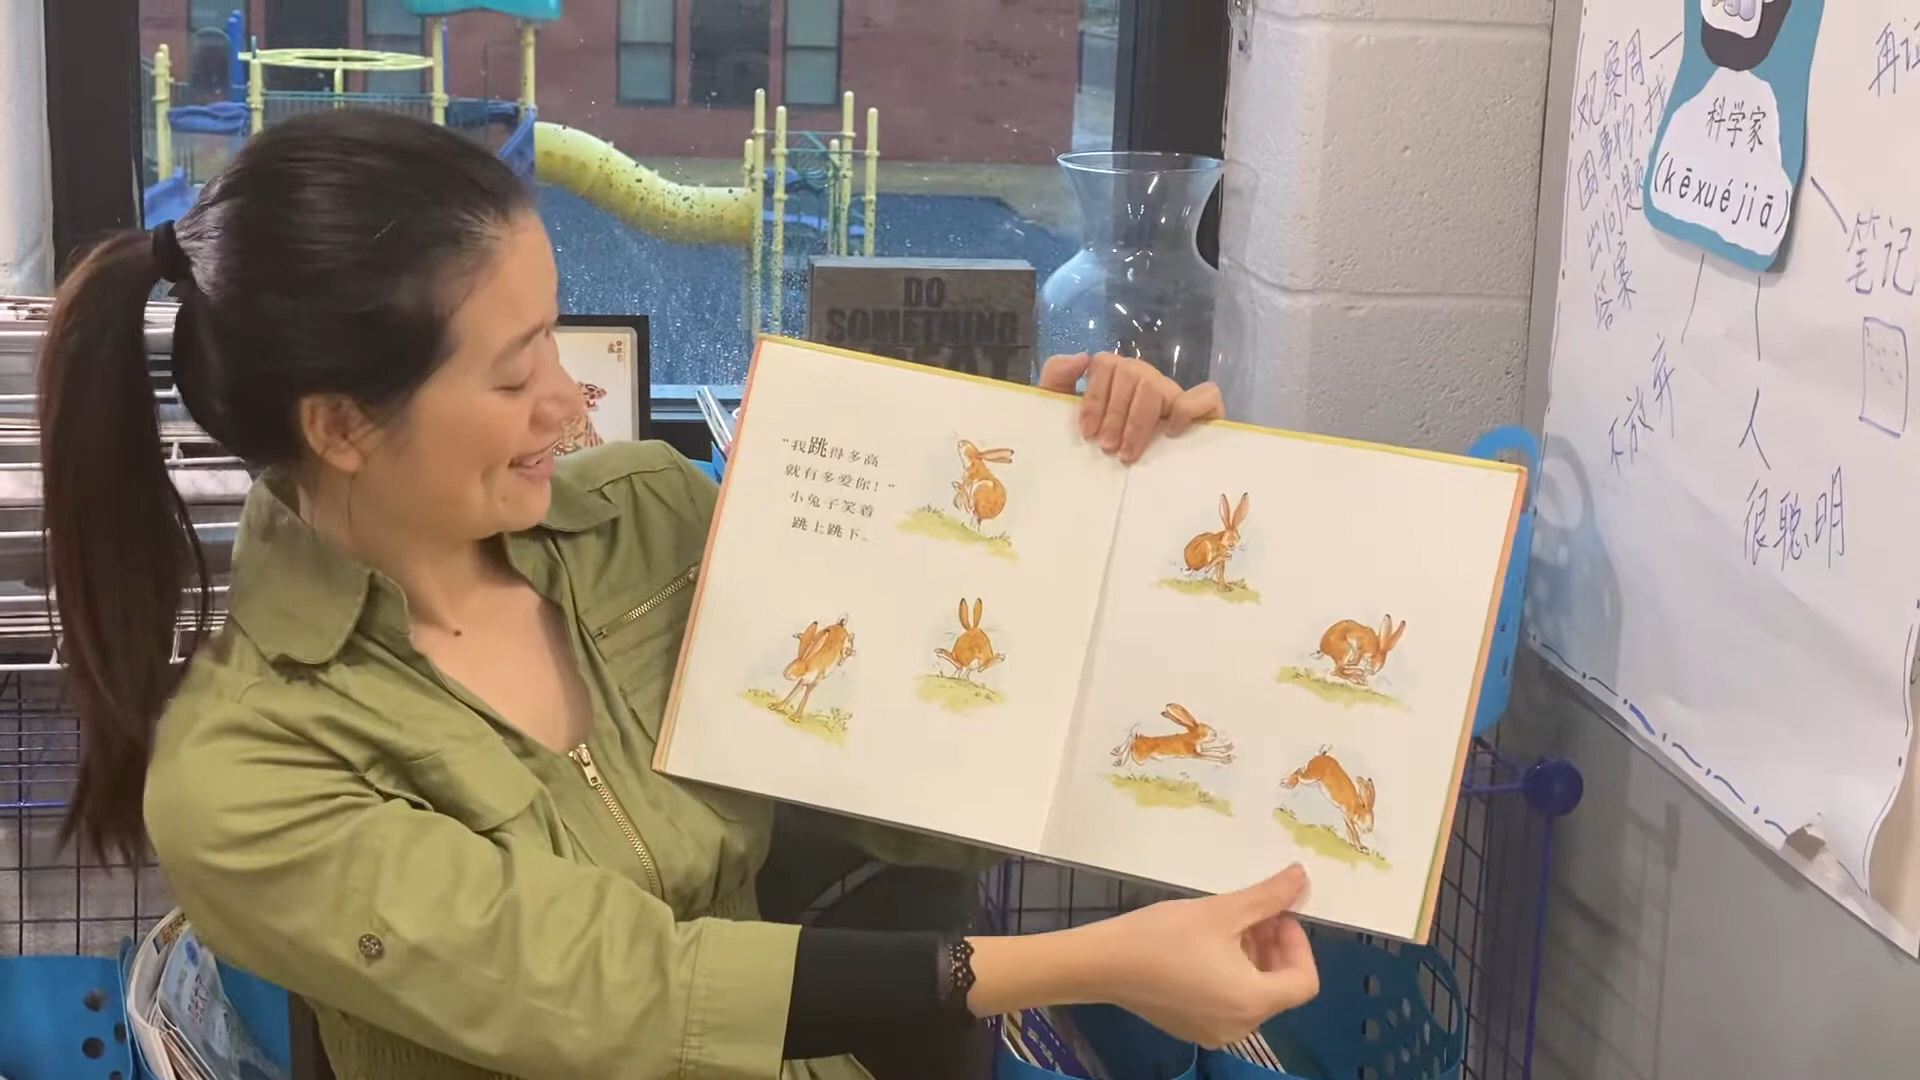 “我跳得多高
就有多爱你！”
小兔子笑着
跳上跳下。
DO
SOMETHING
科学家
(kēxuéjiā)
观察周
围事物,找
出问题
答案
不放弃
人
很聪明
笔记
再